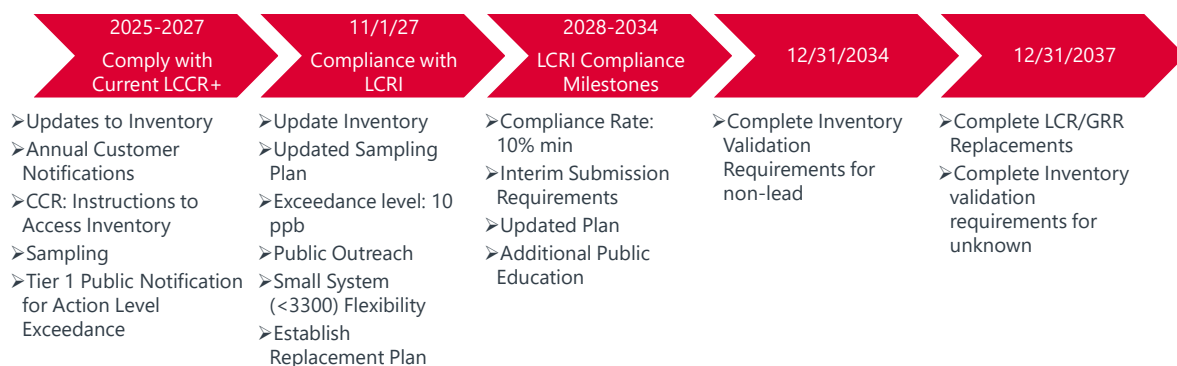 2025-2027
Comply with
Current LCCR+
➢Updates to Inventory
➢Annual Customer
Notifications
➢CCR: Instructions to
Access Inventory
➢Sampling
➢Tier 1 Public Notification
for Action Level
Exceedance
11/1/27
Compliance with
LCRI
➢Update Inventory
➢Updated Sampling
Plan
➢Exceedance level: 10
ppb
➢Public Outreach
➢Small System
(<3300) Flexibility
➢Establish
Replacement Plan
2028-2034
LCRI Compliance
Milestones
➢Compliance Rate:
10% min
➢Interim Submission
Requirements
➢Updated Plan
➢Additional Public
Education
12/31/2034
➢Complete Inventory
Validation
Requirements for
non-lead
12/31/2037
➢Complete LCR/GRR
Replacements
➢Complete Inventory
validation
requirements for
unknown